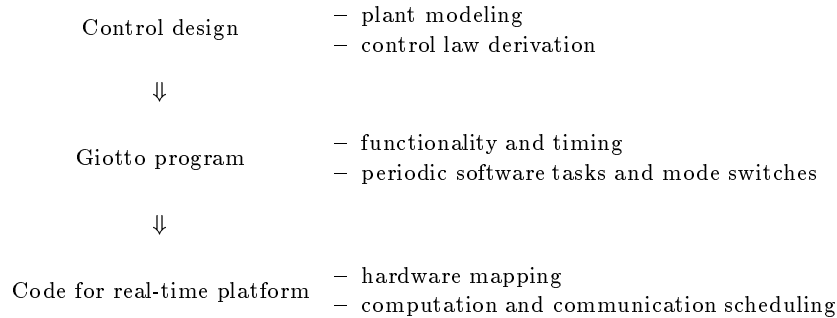 Control design
– plant modeling
– control law derivation
⇓
Giotto program
– functionality and timing
– periodic software tasks and mode switches
⇓
Code for real-time platform
– hardware mapping
– computation and communication scheduling